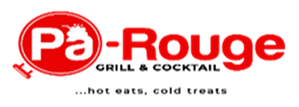 Pa-Rouge
GRILL & COCKTAIL
...hot eats, cold treats